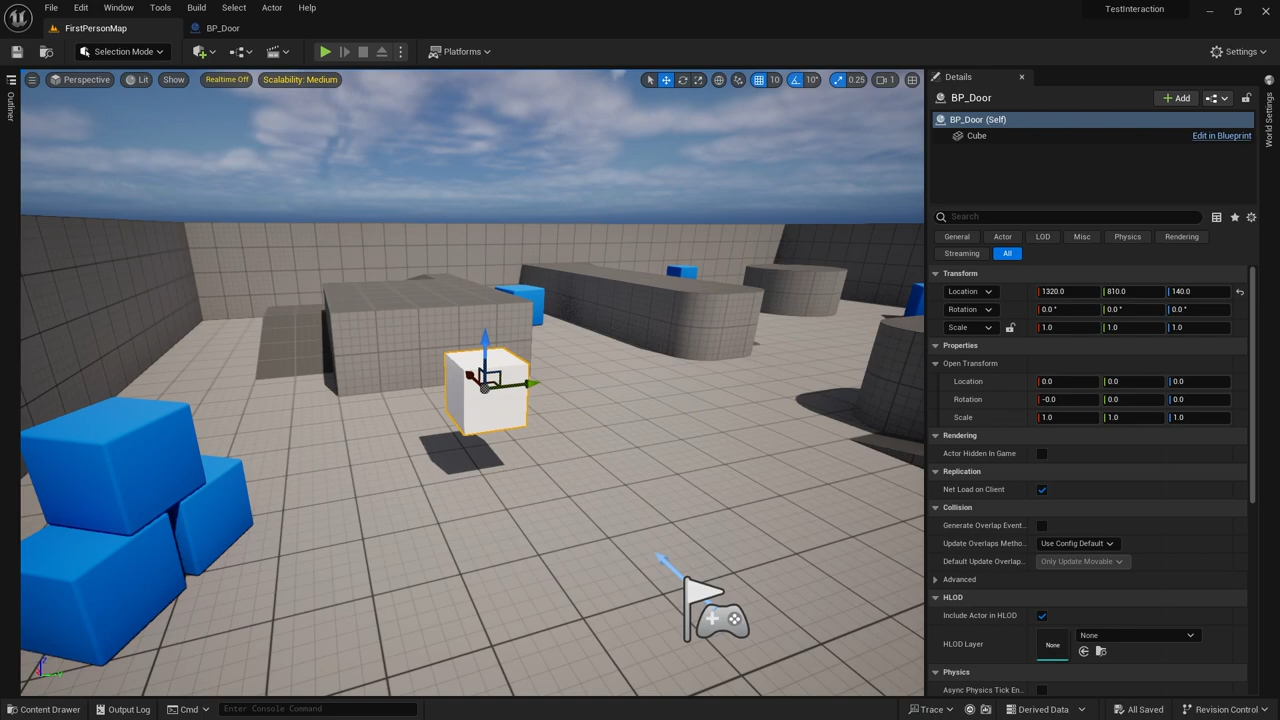 File Edit Window Tools Build Select Actor Help
TestInteraction
FirstPersonMap
BP_Door
Selection Mode
Platforms
Settings
Perspective
Lit
Show
Realtime Off
Scalability: Medium
10
10°
0.25
1
Outliner
Details
World Settings
BP_Door
Add
BP_Door (Self)
Cube
Edit in Blueprint
Search
General Actor LOD Misc Physics Rendering
Streaming All
Transform
Location 1320.0 810.0 140.0
Rotation 0.0 ° 0.0 ° 0.0 °
Scale 1.0 1.0 1.0
Properties
Open Transform
Location 0.0 0.0 0.0
Rotation -0.0 0.0 0.0
Scale 1.0 1.0 1.0
Rendering
Actor Hidden In Game
Replication
Net Load on Client
Collision
Generate Overlap Event..
Update Overlaps Metho.. Use Config Default
Default Update Overlap.. Only Update Movable
Advanced
HLOD
Include Actor in HLOD
HLOD Layer
None
None
Physics
Async Physics Tick En..
Content Drawer
Output Log
Cmd
Enter Console Command
Trace
Derived Data
All Saved
Revision Control